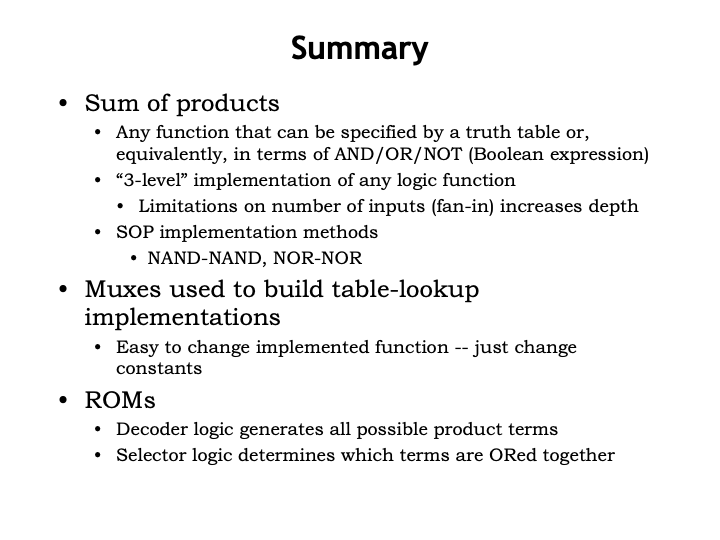 Summary
• Sum of products
• Any function that can be specified by a truth table or,
equivalently, in terms of AND/OR/NOT (Boolean expression)
• “3-level” implementation of any logic function
• Limitations on number of inputs (fan-in) increases depth
• SOP implementation methods
• NAND-NAND, NOR-NOR
• Muxes used to build table-lookup
implementations
• Easy to change implemented function -- just change
constants
• ROMs
• Decoder logic generates all possible product terms
• Selector logic determines which terms are ORed together